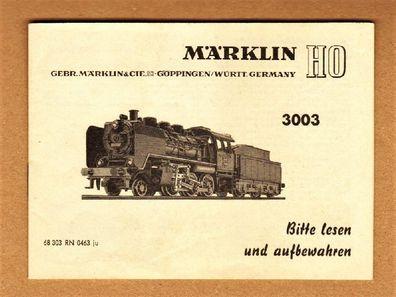 MÄRKLIN HO
GEBR. MÄRKLIN & CIE. GÖPPINGEN/WÜRTT. GERMANY
3003
Bitte lesen
und aufbewahren
68 303 RN 0463 ju